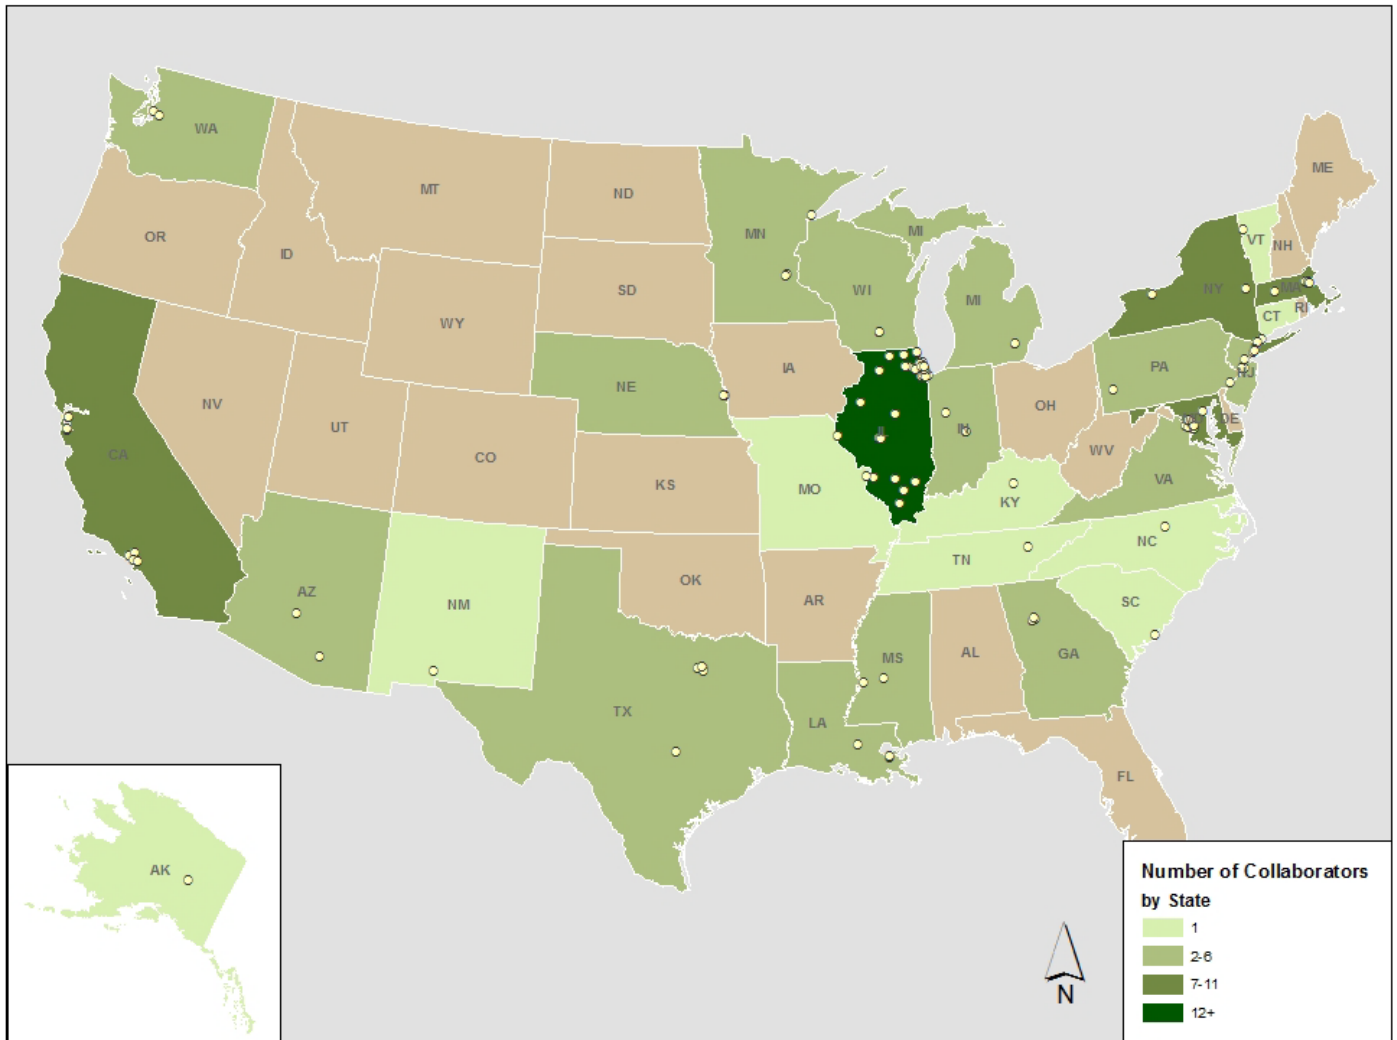 WA
ME
MT
ND
OR
MN
MI
VT
NH
ID
SD
WI
MI
NY
MA
CT
RI
WY
IA
PA
NJ
NE
NV
OH
DE
UT
CO
IL
IN
WV
CA
KS
MO
KY
VA
NC
TN
OK
AZ
NM
AR
SC
MS
AL
GA
TX
LA
FL
AK
N
Number of Collaborators
by State
1
2-6
7-11
12+